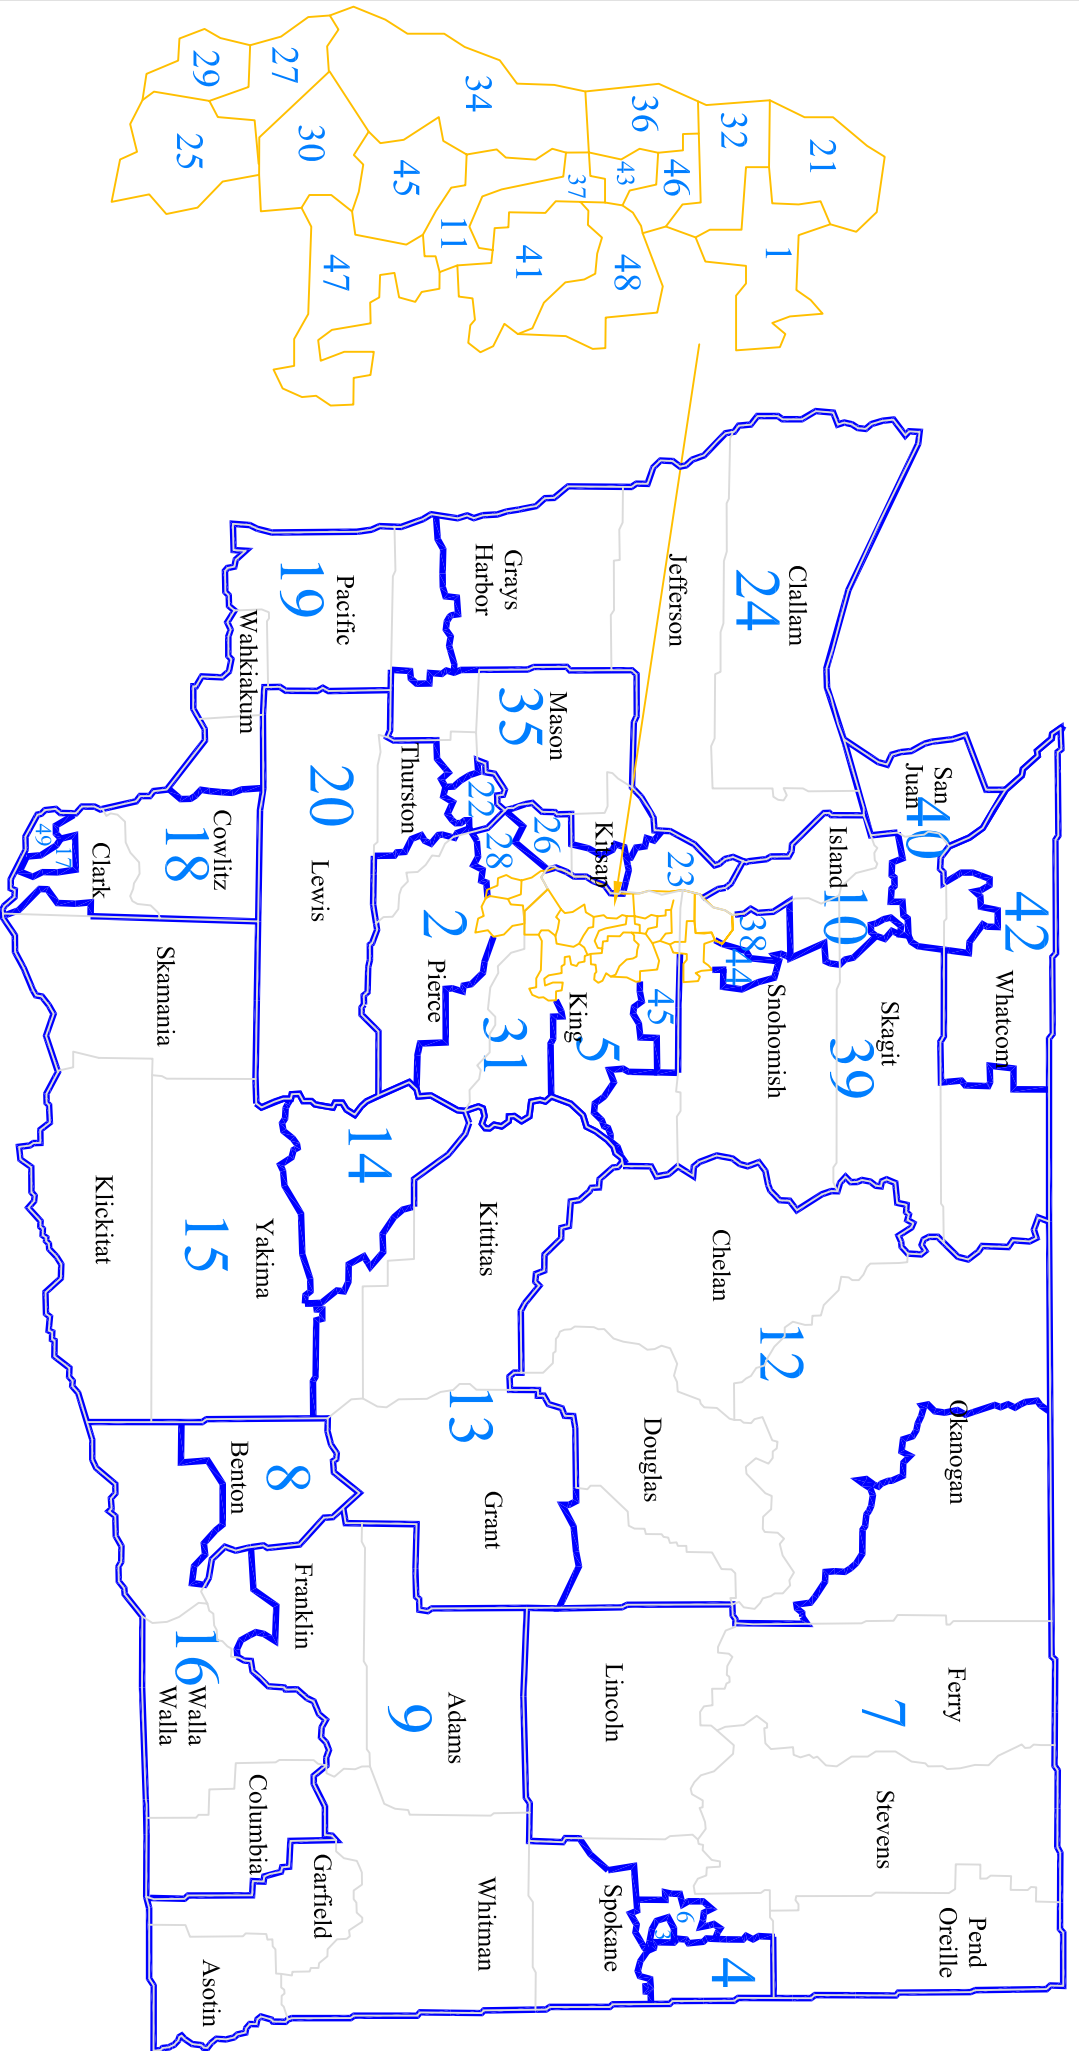 42
Whatcom
San
Juan
40
Okanogan
Ferry
7
Stevens
Pend
Oreille
Island
10
Skagit
39
Clallam
24
38
44
Snohomish
12
4
Jefferson
23
45
Chelan
Douglas
6
3
Kitsap
5
King
Lincoln
Spokane
Mason
35
26
Grays
Harbor
22
28
31
Kittitas
13
Grant
Whitman
Thurston
2
Pierce
14
Adams
9
Pacific
19
20
Lewis
Garfield
Franklin
8
Benton
Yakima
15
Columbia
Wahkiakum
Cowlitz
18
Skamania
16
Walla
Walla
Asotin
Clark
17
49
Klickitat
21
1
32
46
36
43
48
37
41
34
11
45
47
30
27
29
25